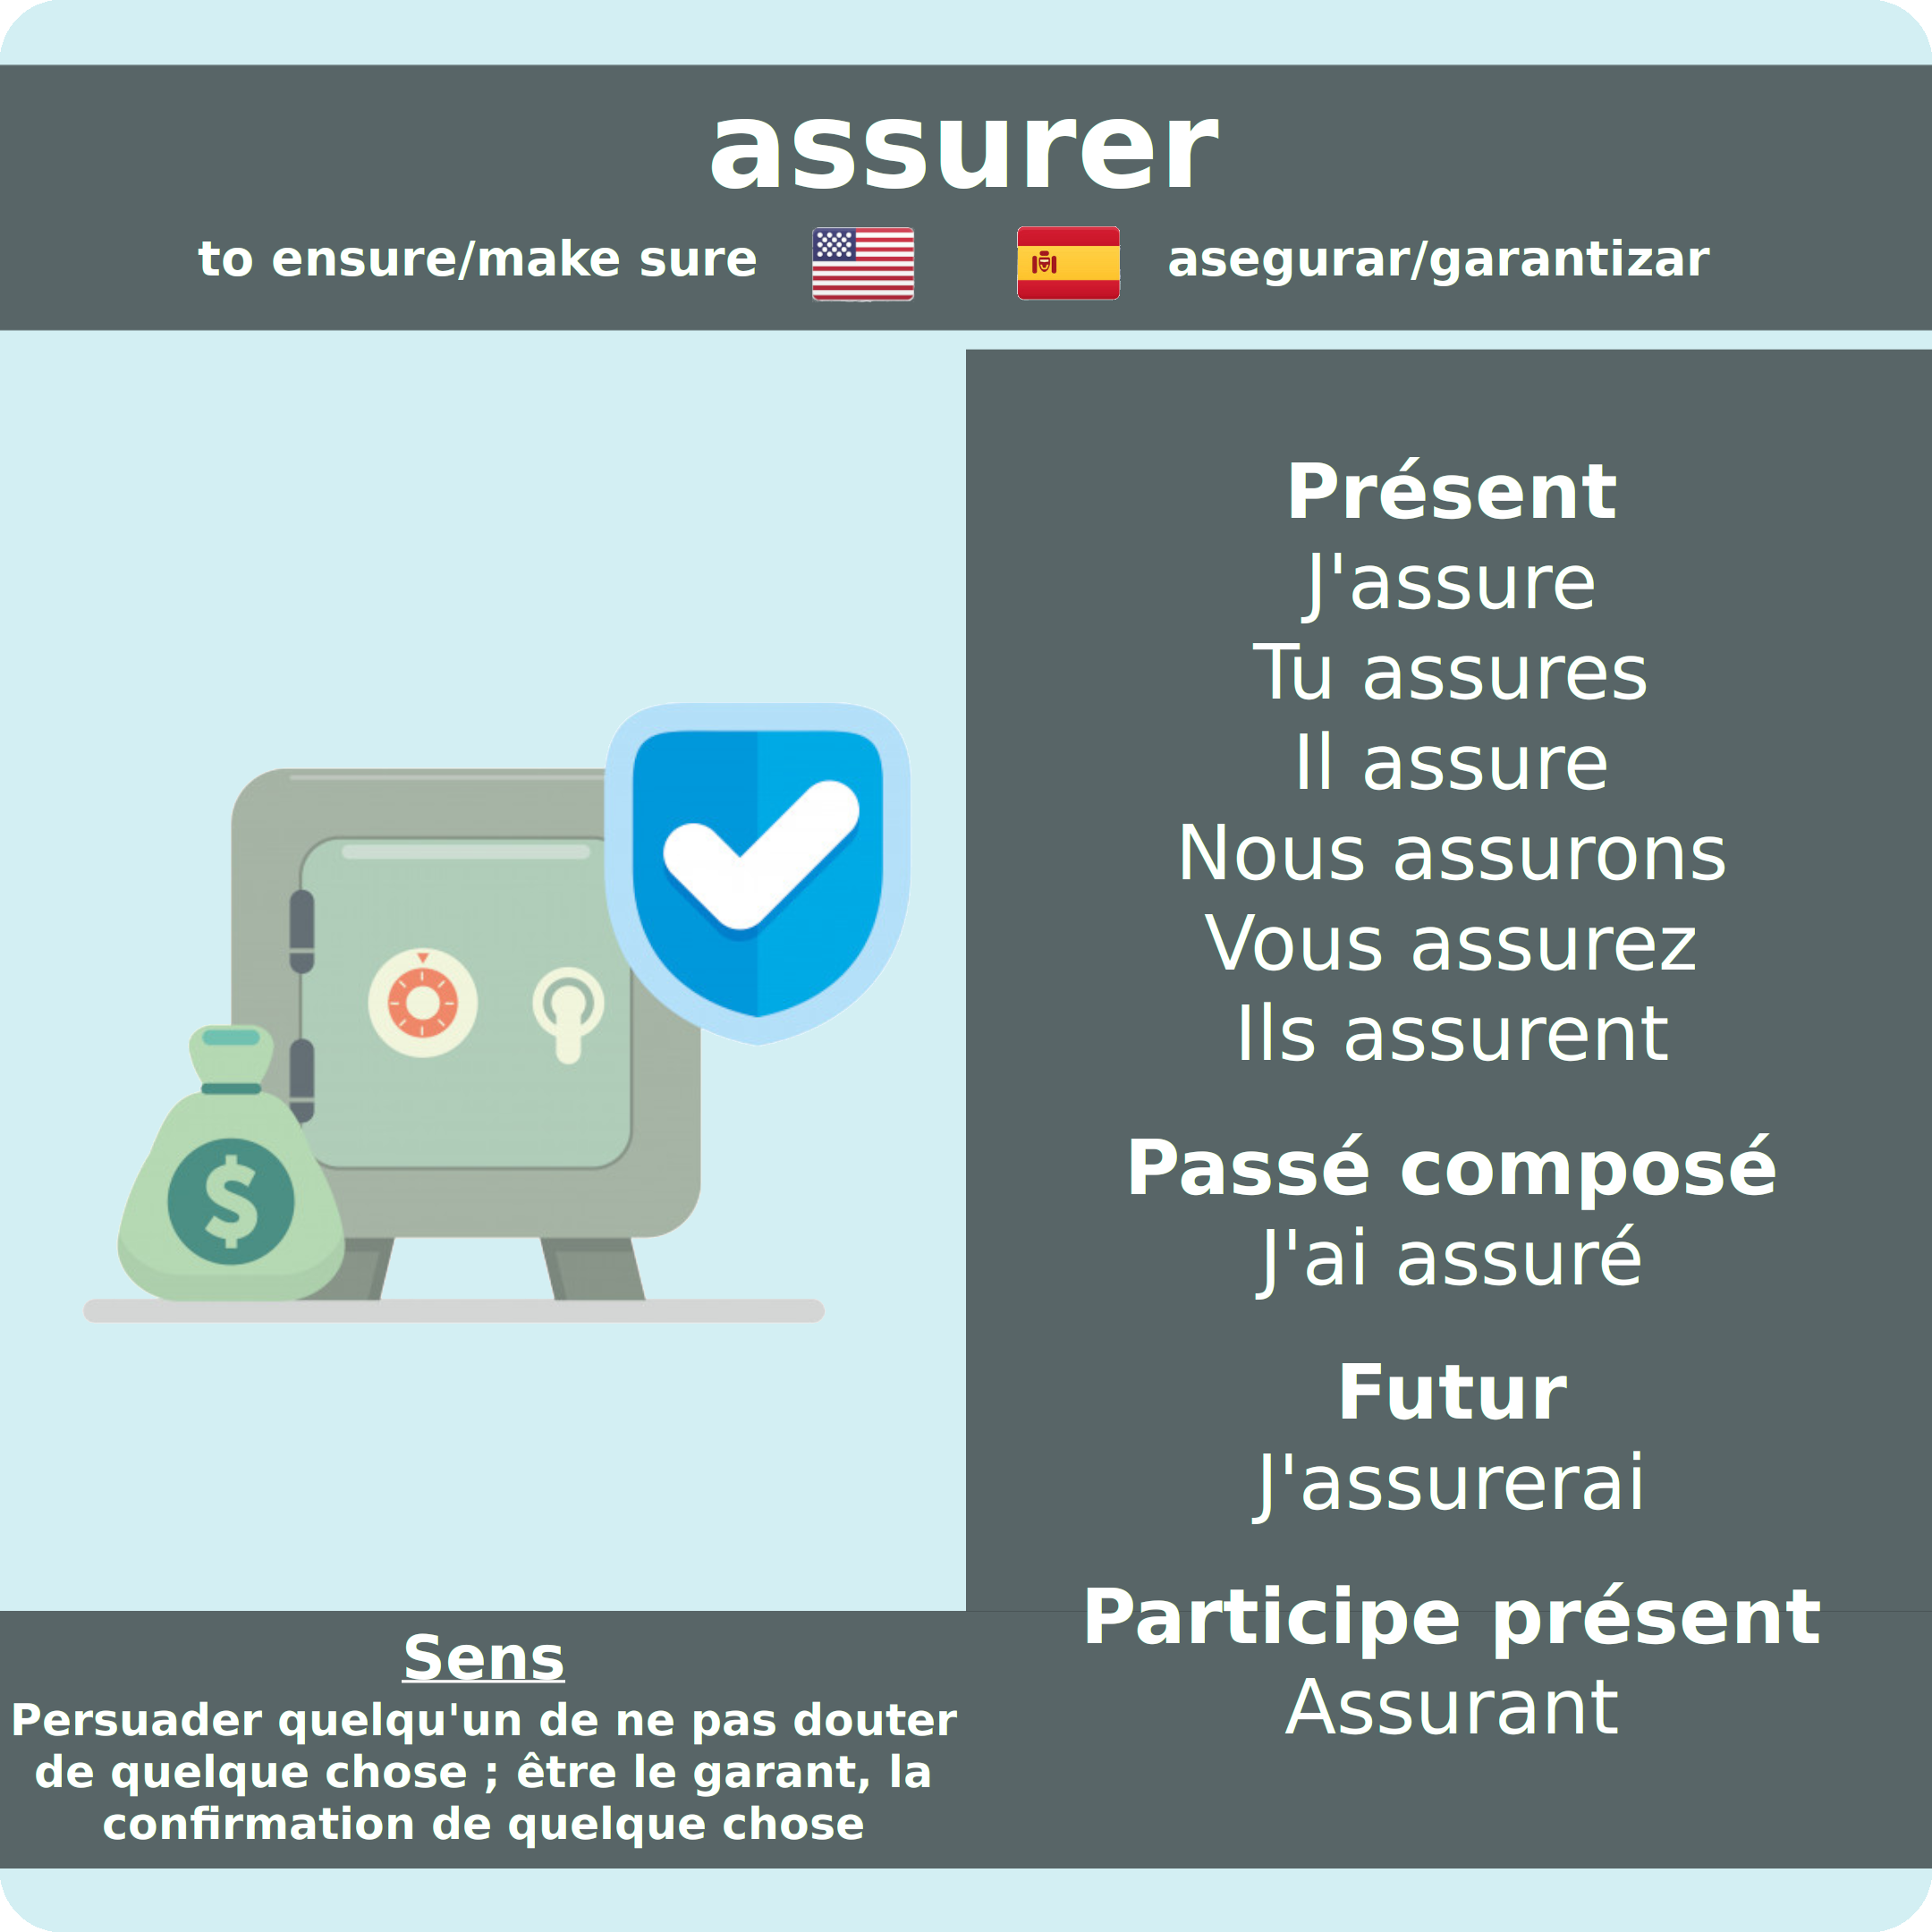 assurer
to ensure/make sure
asegurar/garantizar
Présent
J'assure
Tu assures
Il assure
Nous assurons
Vous assurez
Ils assurent
Passé composé
J'ai assuré
Futur
J'assurerai
Participe présent
Assurant
Sens
Persuader quelqu'un de ne pas douter
de quelque chose ; être le garant, la
confirmation de quelque chose
$